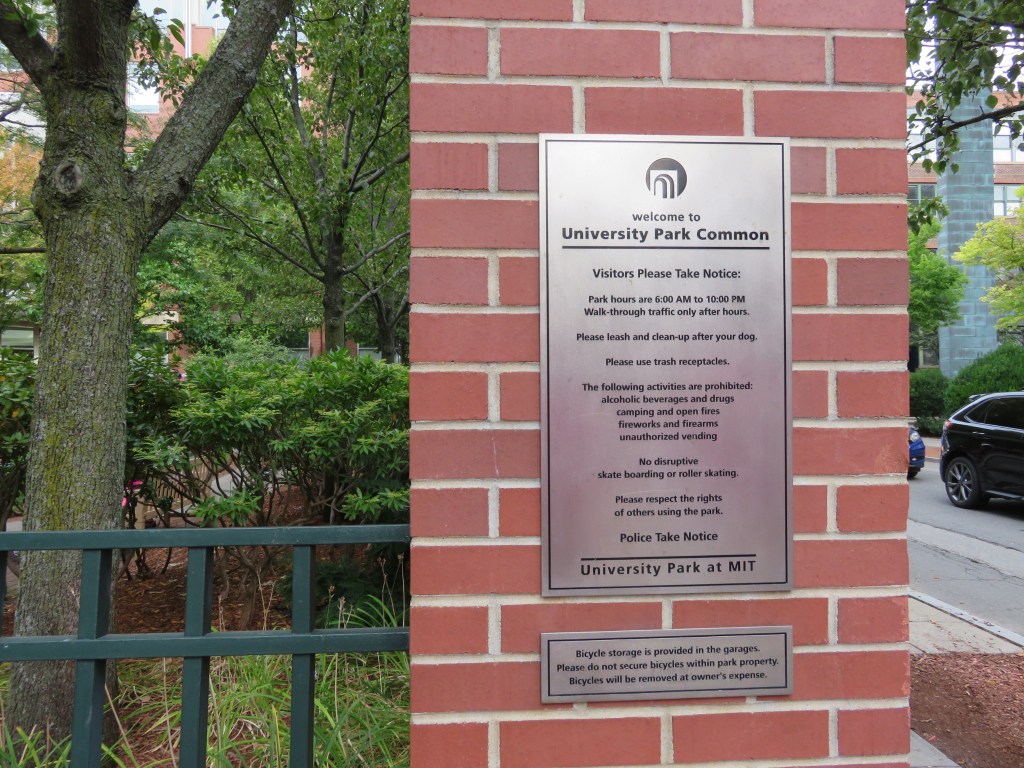 welcome to
University Park Common
Visitors Please Take Notice:
Park hours are 6:00 AM to 10:00 PM
Walk-through traffic only after hours.
Please leash and clean-up after your dog.
Please use trash receptacles.
The following activities are prohibited:
alcoholic beverages and drugs
camping and open fires
fireworks and firearms
unauthorized vending
No disruptive
skate boarding or roller skating.
Please respect the rights
of others using the park.
Police Take Notice
University Park at MIT
Bicycle storage is provided in the garages.
Please do not secure bicycles within park property.
Bicycles will be removed at owner's expense.